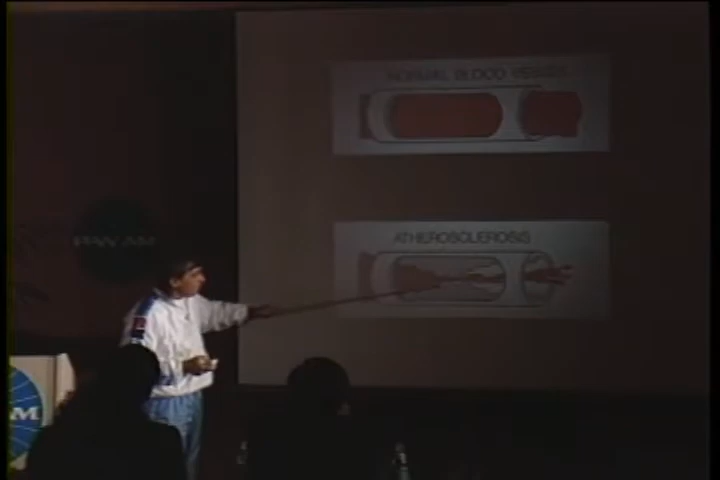 NORMAL BLOOD VESSEL
ATHEROSCLEROSIS
PAN AM
M